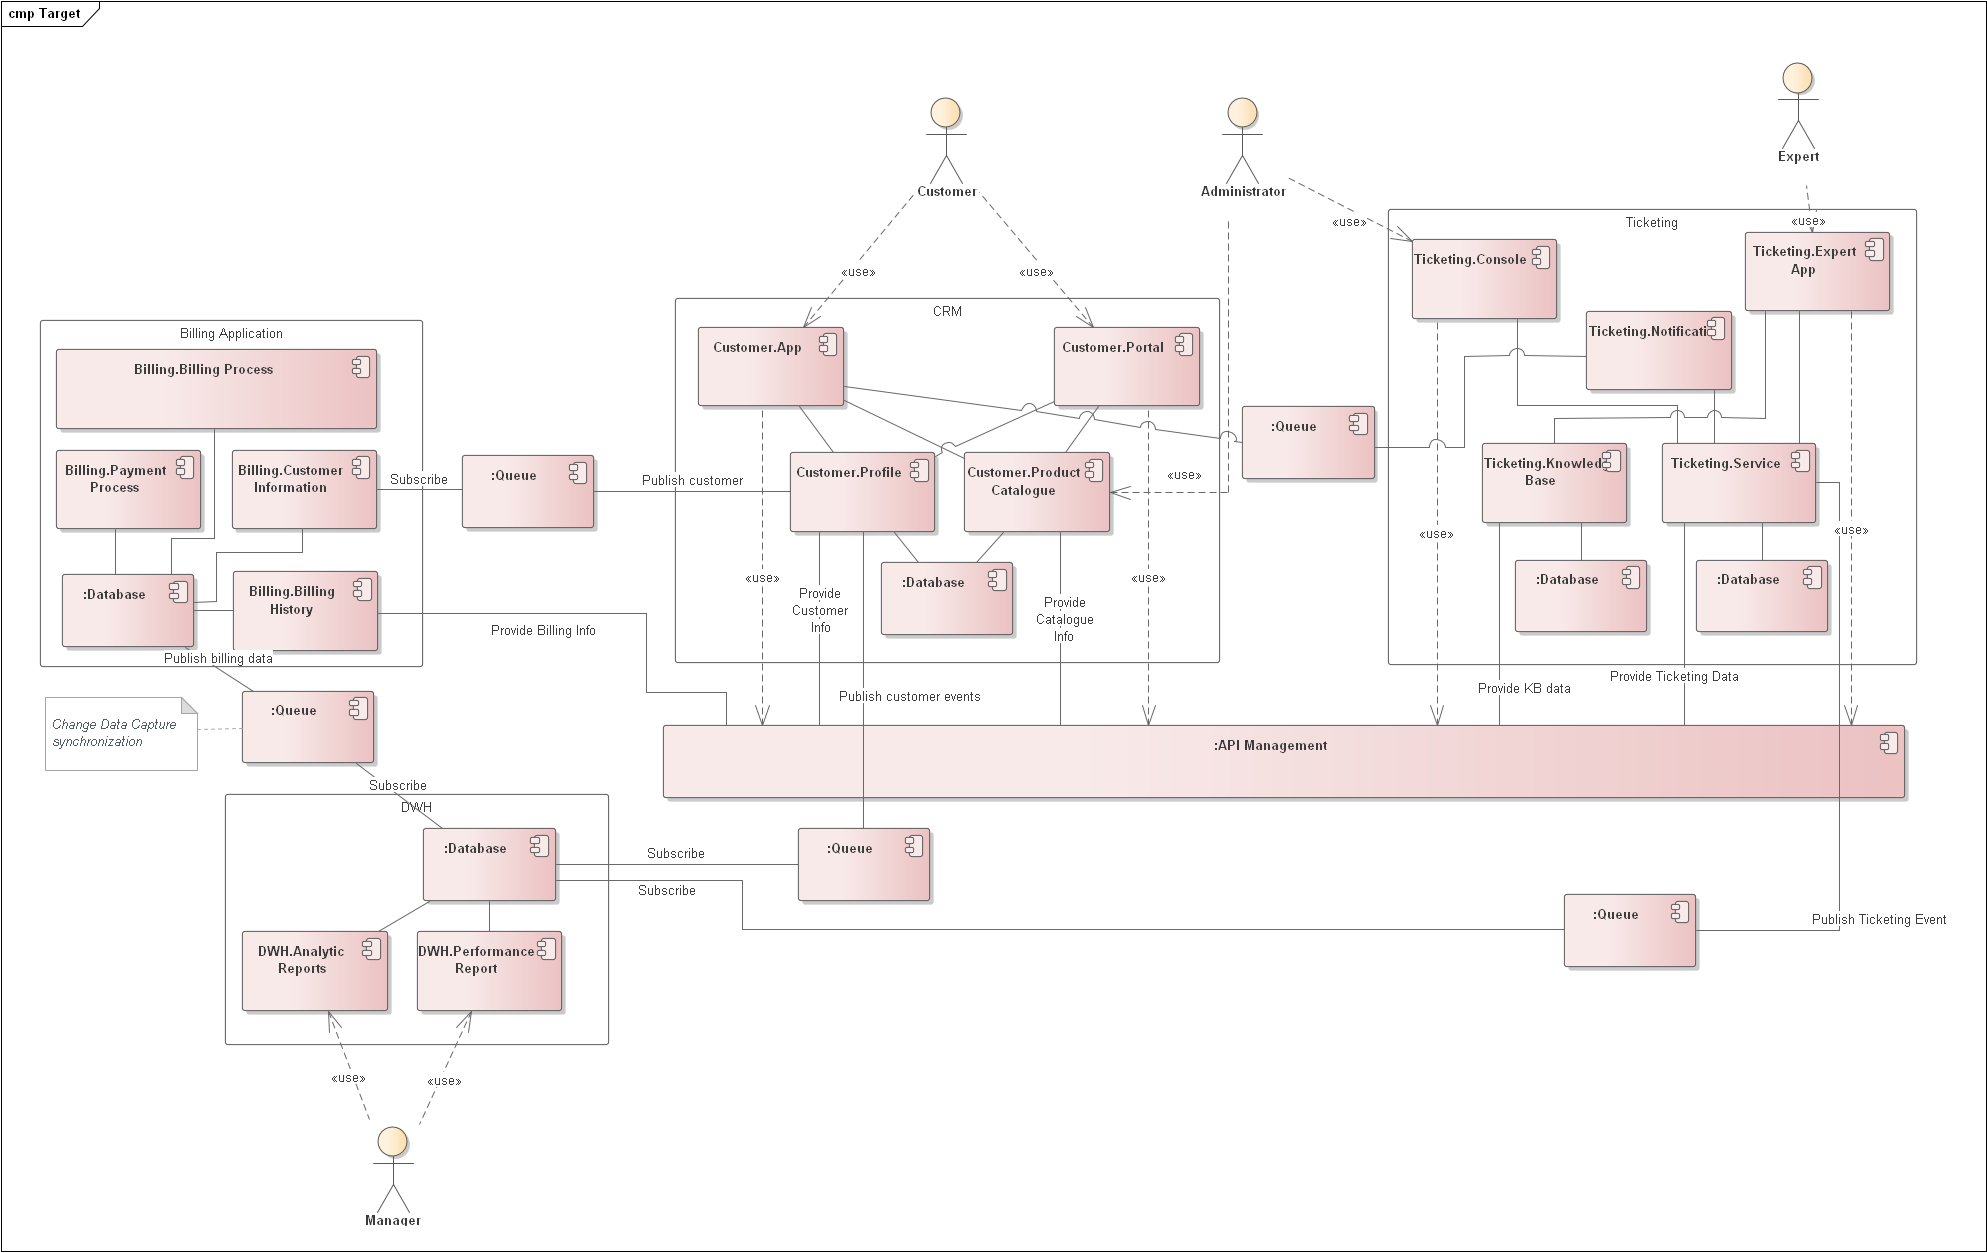 cmp Target
Expert
Customer
Administrator
«use»
«use»
Ticketing
Ticketing.Console
Ticketing.Expert
App
«use»
«use»
CRM
Billing Application
Ticketing.Notificati
Customer.App
Customer.Portal
Billing.Billing Process
:Queue
Billing.Payment
Process
Billing.Customer
Information
Subscribe
:Queue
Publish customer
Customer.Profile
Customer.Product
Catalogue
«use»
Ticketing.Knowled
Base
Ticketing.Service
«use»
«use»
«use»
«use»
:Database
Billing.Billing
History
Provide
Customer
Info
:Database
Provide
Catalogue
Info
:Database
:Database
Provide Billing Info
Publish billing data
Provide KB data
Provide Ticketing Data
Publish customer events
:Queue
Change Data Capture
synchronization
:API Management
Subscribe
DWH
:Database
Subscribe
:Queue
Subscribe
:Queue
Publish Ticketing Event
DWH.Analytic
Reports
DWH.Performance
Report
«use»
«use»
Manager